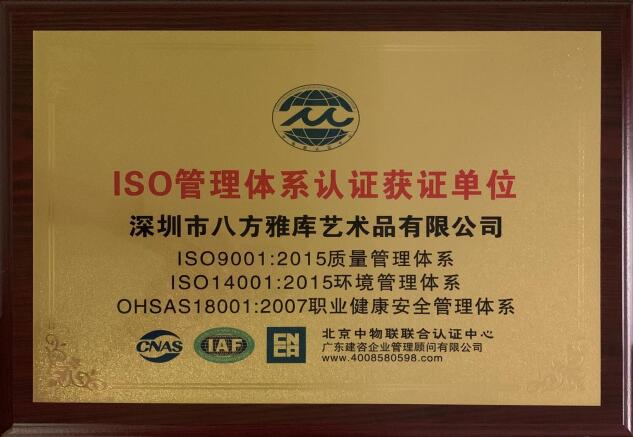 ISO管理体系认证获证单位
深圳市八方雅库艺术品有限公司
ISO9001:2015质量管理体系
ISO14001:2015环境管理体系
OHSAS18001:2007职业健康安全管理体系
CNAS
IAF
北京中物联联合认证中心
广东建咨企业管理顾问有限公司
www.4008580598.com